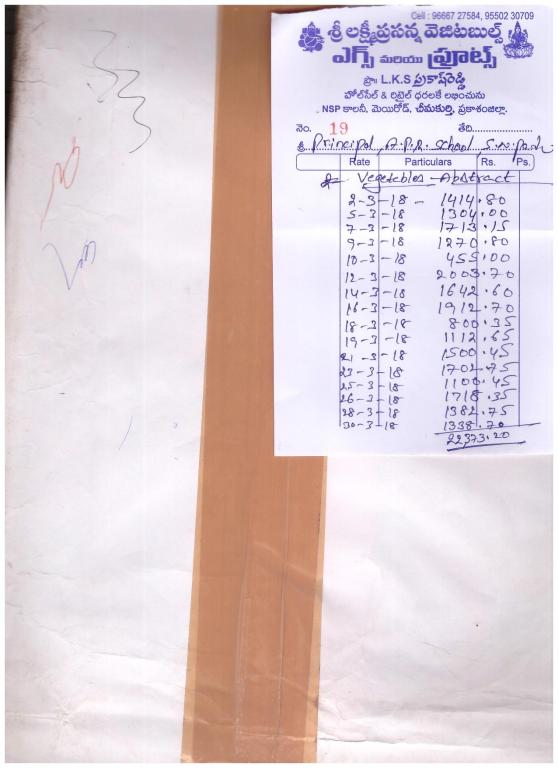 Cell : 96667 27584, 95502 30709
శ్రీ లక్ష్మీప్రసన్న వెజిటబుల్స్
ఎగ్స్ మరియు ఫ్రూట్స్
ప్రొ: L.K.S ప్రకాష్‌రెడ్డి
హోల్‌సేల్ & రిటైల్ ధరలకే లభించును
NSP కాలనీ, మెయిన్‌రోడ్, చీమకుర్తి, ప్రకాశంజిల్లా.
నెం. 19 తేది..................
శ్రీ Principal, A.P.R. School
Rate Particulars Rs. Ps.
Vegetables - Abstract
2-3-18 - 1414.80
5-3-18 1304.00
7-3-18 1713.15
9-3-18 1270.80
10-3-18 455.00
12-3-18 2003.70
14-3-18 1642.60
16-3-18 1912.70
18-3-18 800.35
19-3-18 1112.65
21-3-18 1500.45
23-3-18 1702.75
25-3-18 1100.45
26-3-18 1718.35
28-3-18 1382.75
30-3-18 1338.70
22373.20